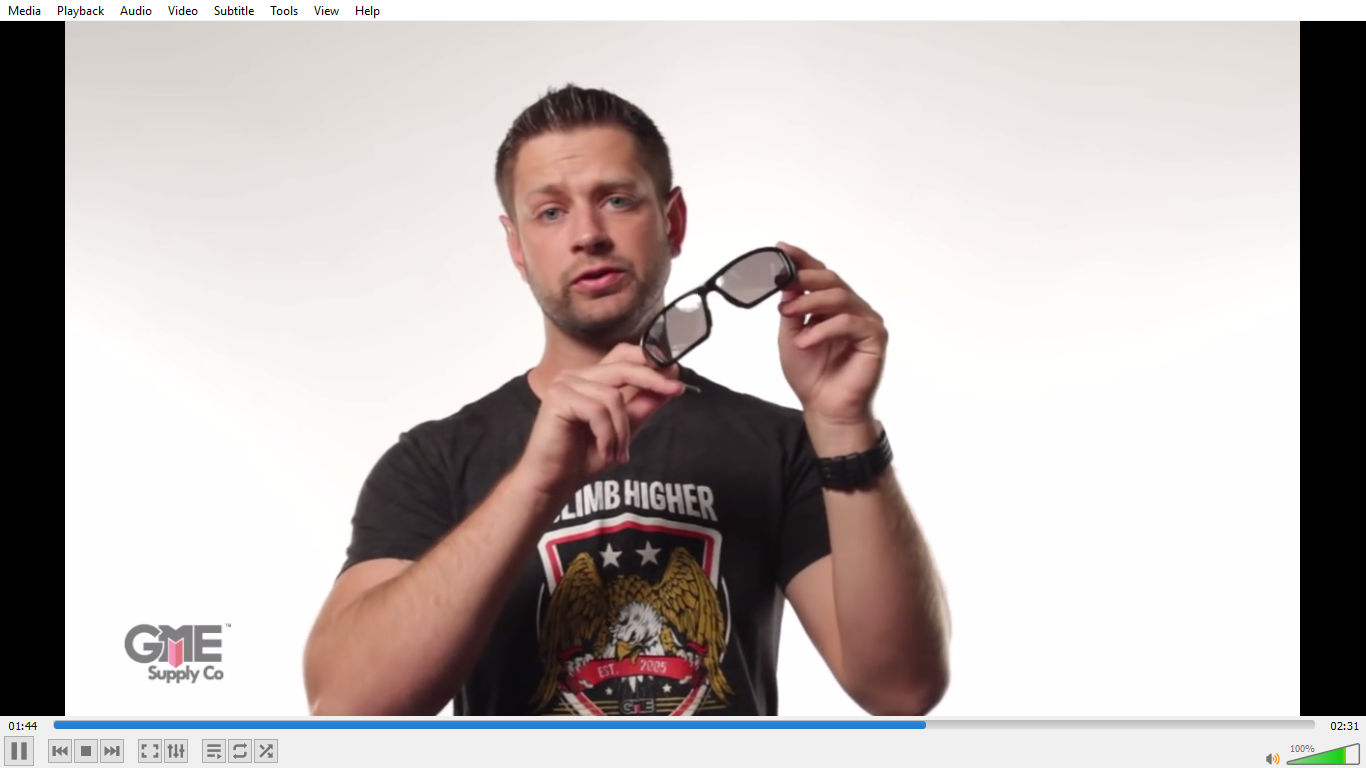 Media Playback Audio Video Subtitle Tools View Help
LIMB HIGHER
EST. 2005
GME
GME™
Supply Co
01:44
02:31
100%